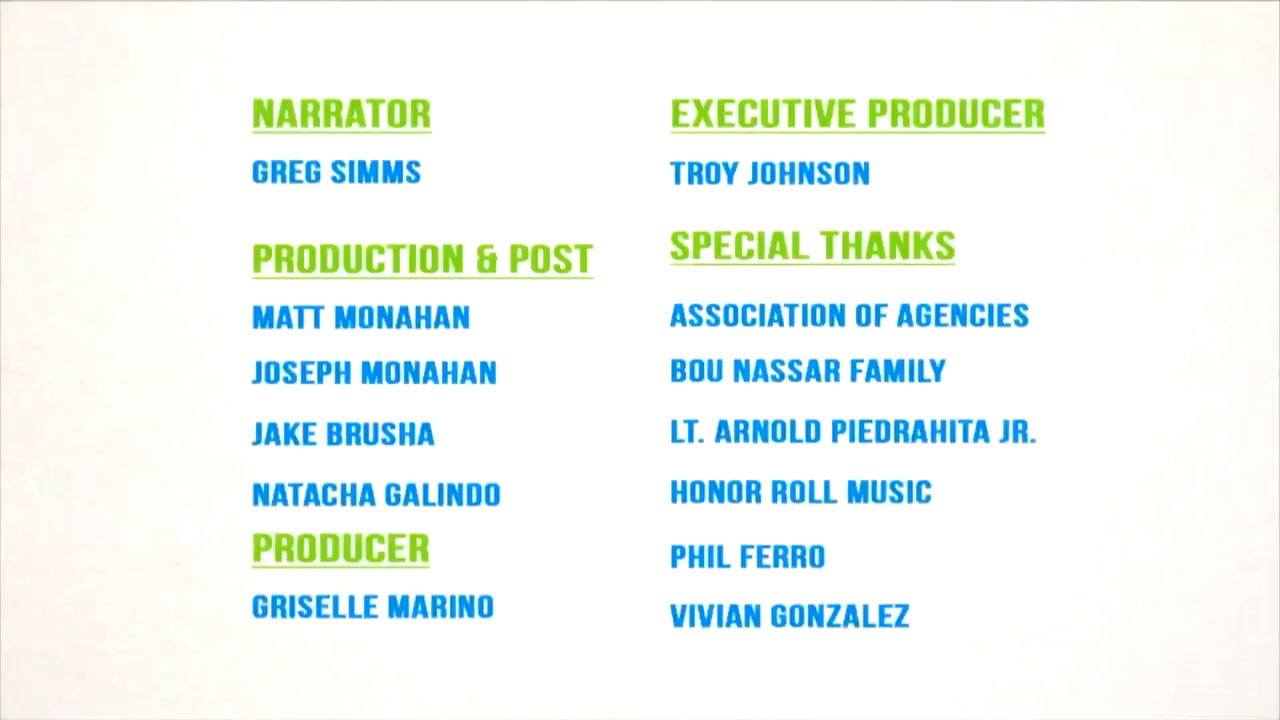 NARRATOR
GREG SIMMS
PRODUCTION & POST
MATT MONAHAN
JOSEPH MONAHAN
JAKE BRUSHA
NATACHA GALINDO
PRODUCER
GRISELLE MARINO
EXECUTIVE PRODUCER
TROY JOHNSON
SPECIAL THANKS
ASSOCIATION OF AGENCIES
BOU NASSAR FAMILY
LT. ARNOLD PIEDRAHITA JR.
HONOR ROLL MUSIC
PHIL FERRO
VIVIAN GONZALEZ